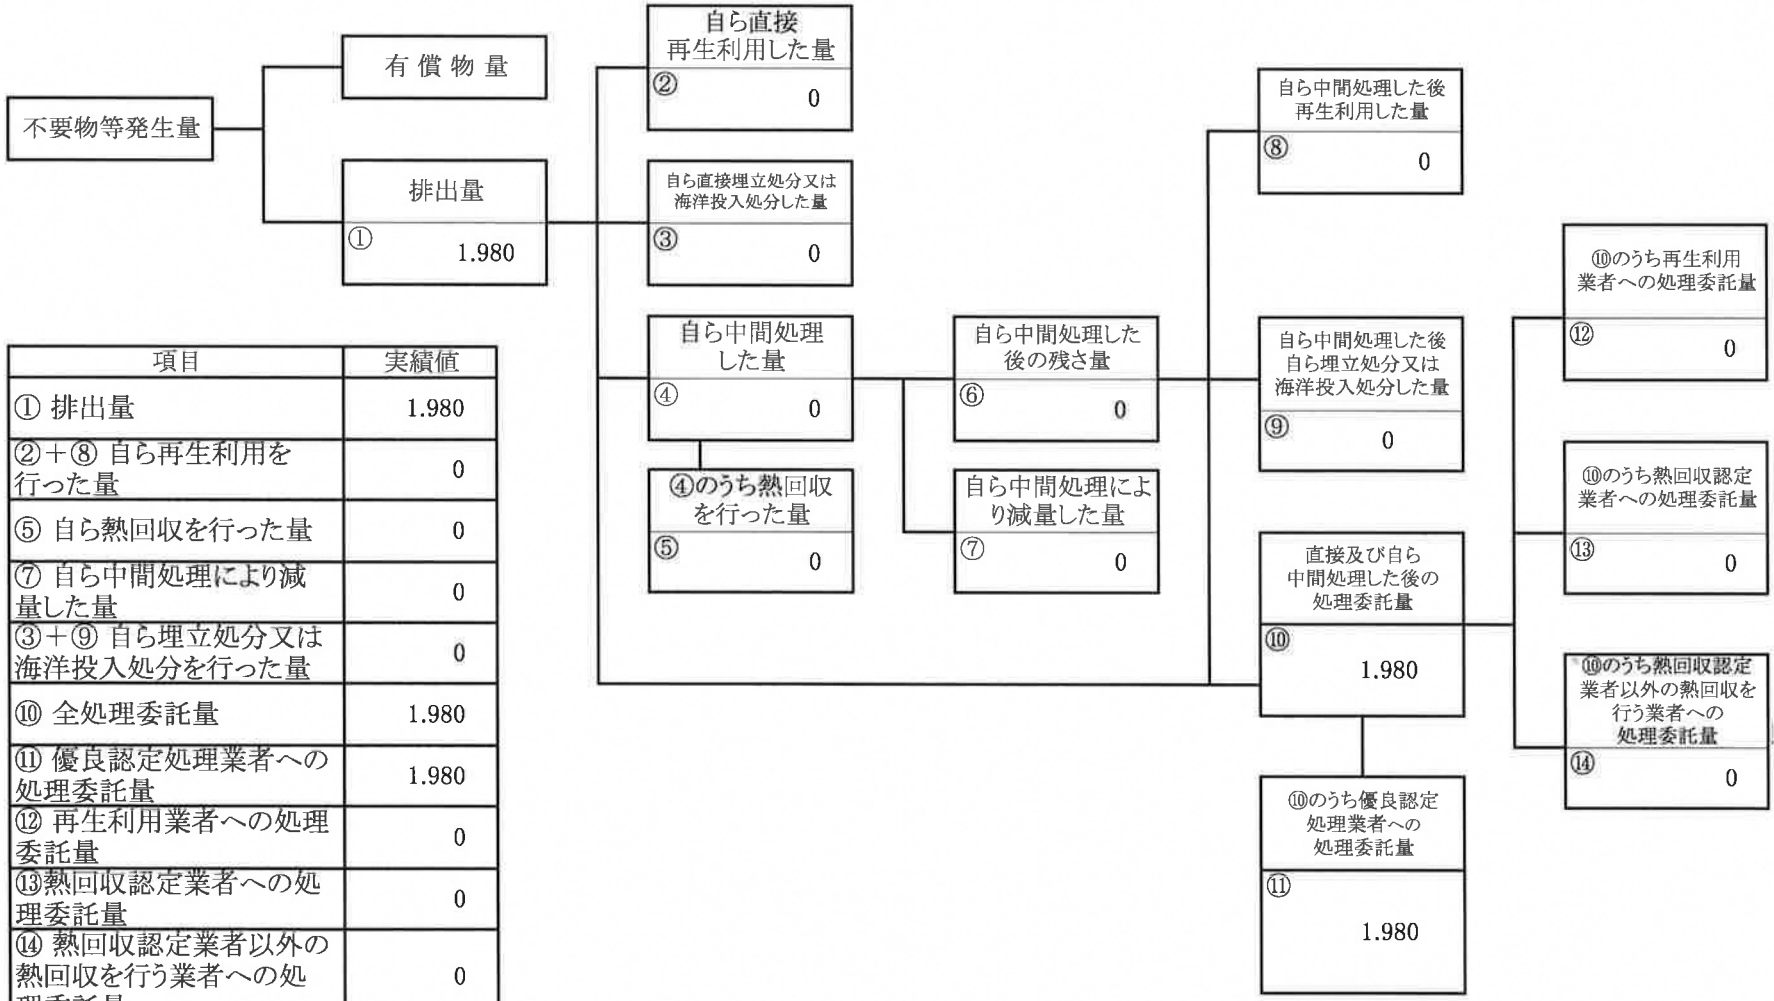 不要物等発生量
有償物量
排出量
①
1.980
自ら直接
再生利用した量
②
0
自ら直接埋立処分又は
海洋投入処分した量
③
0
自ら中間処理
した量
④
0
④のうち熱回収
を行った量
⑤
0
自ら中間処理した
後の残さ量
⑥
0
自ら中間処理によ
り減量した量
⑦
0
自ら中間処理した後
再生利用した量
⑧
0
自ら中間処理した後
自ら埋立処分又は
海洋投入処分した量
⑨
0
直接及び自ら
中間処理した後の
処理委託量
⑩
1.980
⑩のうち優良認定
処理業者への
処理委託量
⑪
1.980
⑩のうち再生利用
業者への処理委託量
⑫
0
⑩のうち熱回収認定
業者への処理委託量
⑬
0
⑩のうち熱回収認定
業者以外の熱回収を
行う業者への
処理委託量
⑭
0
項目 実績値
① 排出量 1.980
②＋⑧ 自ら再生利用を
行った量 0
⑤ 自ら熱回収を行った量 0
⑦ 自ら中間処理により減
量した量 0
③＋⑨ 自ら埋立処分又は
海洋投入処分を行った量 0
⑩ 全処理委託量 1.980
⑪ 優良認定処理業者への
処理委託量 1.980
⑫ 再生利用業者への処理
委託量 0
⑬熱回収認定業者への処
理委託量 0
⑭ 熱回収認定業者以外の
熱回収を行う業者への処 0
理委託量